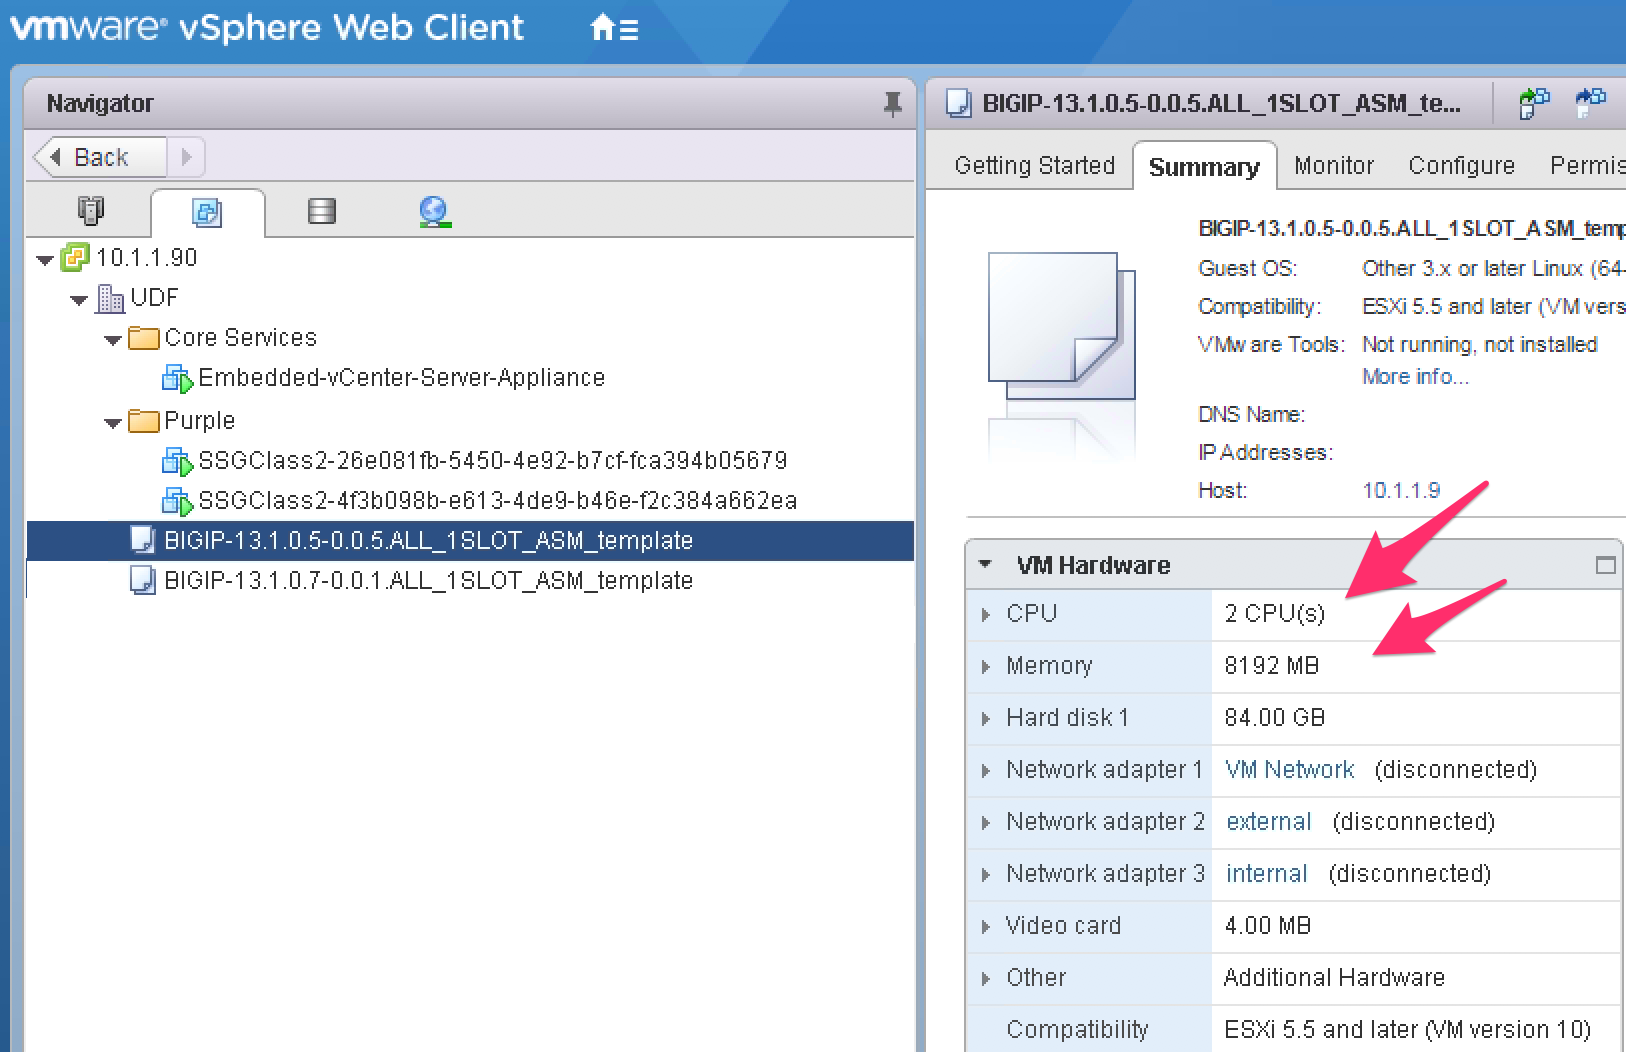 vmware® vSphere Web Client
Navigator
Back
10.1.1.90
UDF
Core Services
Embedded-vCenter-Server-Appliance
Purple
SSGClass2-26e081fb-5450-4e92-b7cf-fca394b05679
SSGClass2-4f3b098b-e613-4de9-b46e-f2c384a662ea
BIGIP-13.1.0.5-0.0.5.ALL_1SLOT_ASM_template
BIGIP-13.1.0.7-0.0.1.ALL_1SLOT_ASM_template
BIGIP-13.1.0.5-0.0.5.ALL_1SLOT_ASM_te...
Getting Started Summary Monitor Configure Permis
BIGIP-13.1.0.5-0.0.5.ALL_1SLOT_ASM_temp
Guest OS: Other 3.x or later Linux (64-
Compatibility: ESXi 5.5 and later (VM vers
VMware Tools: Not running, not installed
More info...
DNS Name:
IP Addresses:
Host: 10.1.1.9
VM Hardware
CPU 2 CPU(s)
Memory 8192 MB
Hard disk 1 84.00 GB
Network adapter 1 VM Network (disconnected)
Network adapter 2 external (disconnected)
Network adapter 3 internal (disconnected)
Video card 4.00 MB
Other Additional Hardware
Compatibility ESXi 5.5 and later (VM version 10)